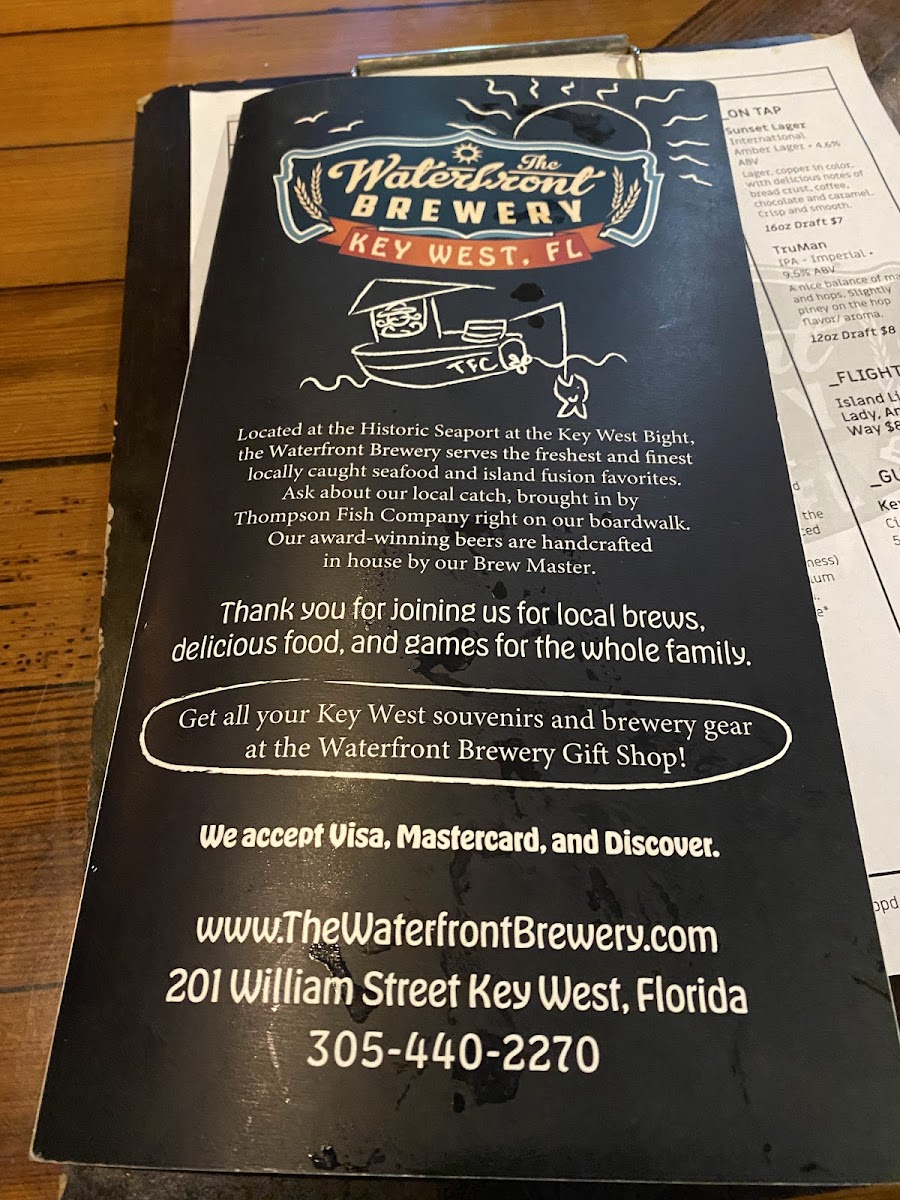 The
Waterfront
BREWERY
KEY WEST, FL
TFC
Located at the Historic Seaport at the Key West Bight,
the Waterfront Brewery serves the freshest and finest
locally caught seafood and island fusion favorites.
Ask about our local catch, brought in by
Thompson Fish Company right on our boardwalk.
Our award-winning beers are handcrafted
in house by our Brew Master.
Thank you for joining us for local brews,
delicious food, and games for the whole family.
Get all your Key West souvenirs and brewery gear
at the Waterfront Brewery Gift Shop!
We accept Visa, Mastercard, and Discover.
www.TheWaterfrontBrewery.com
201 William Street Key West, Florida
305-440-2270
_ON TAP
Sunset Lager
International
Amber Lager • 4.6%
ABV
Lager, copper in color,
with delicious notes of
bread crust, coffee,
chocolate and caramel.
Crisp and smooth.
16oz Draft $7
TruMan
IPA - Imperial •
9.5% ABV
A nice balance of
and hops. Slightly
piney on the hop
flavor/ aroma.
12oz Draft $8
_FLIGHT
Island
Lady,
Way
the